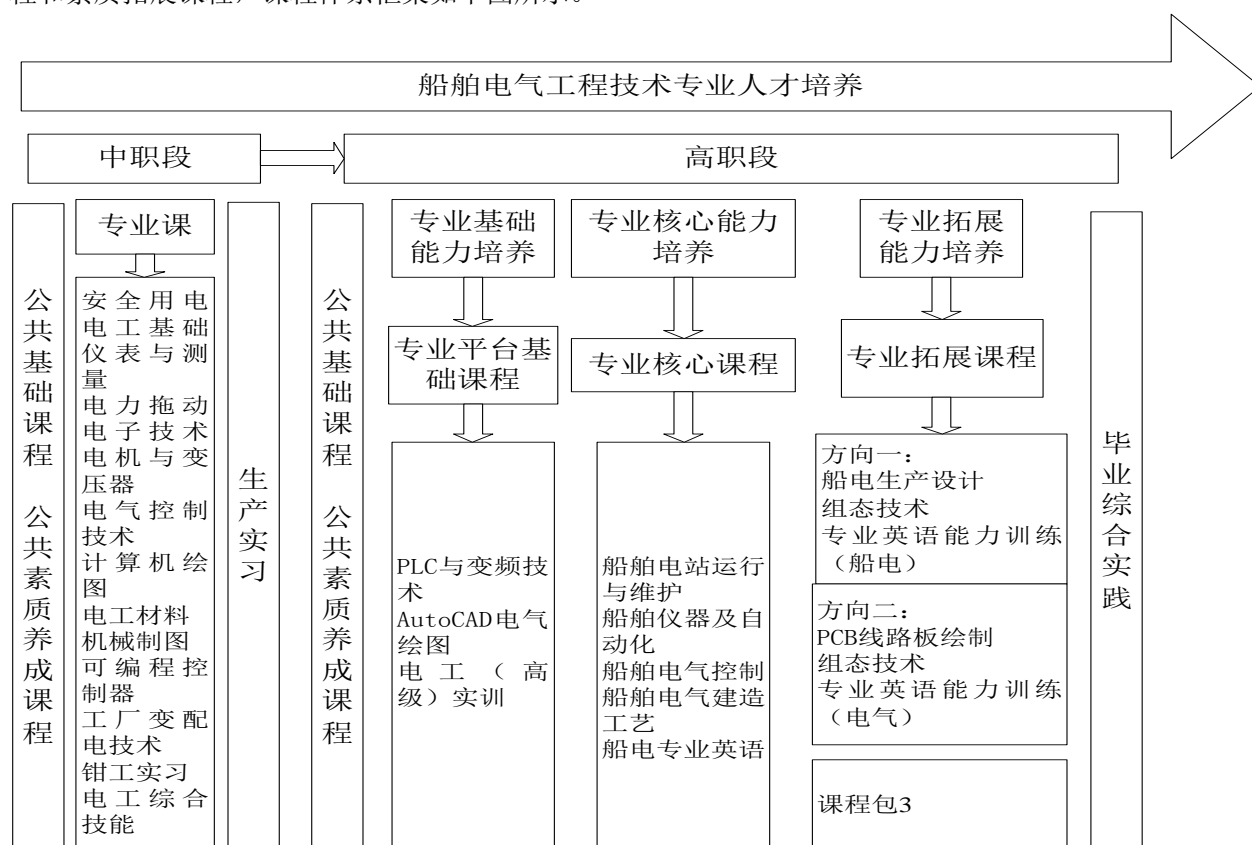 程和素质拓展课程，课程体系框架如下图所示。
船舶电气工程技术专业人才培养
中职段
高职段
公共基础课程 公共素质养成课程
专业课
安全用电
电工基础
仪表与测
量
电力拖动
电子技术
电机与变
压器
电气控制
技术
计算机绘
图
电工材料
机械制图
可编程控
制器
工厂变配
电技术
钳工实习
电工综合
技能
生产实习
公共基础课程 公共素质养成课程
专业基础
能力培养
专业平台基
础课程
PLC与变频技
术
AutoCAD电气
绘图
电工（高
级）实训
专业核心能力
培养
专业核心课程
船舶电站运行
与维护
船舶仪器及自
动化
船舶电气控制
船舶电气建造
工艺
船电专业英语
专业拓展
能力培养
专业拓展课程
方向一：
船电生产设计
组态技术
专业英语能力训练
（船电）
方向二：
PCB线路板绘制
组态技术
专业英语能力训练
（电气）
课程包3
毕业综合实践